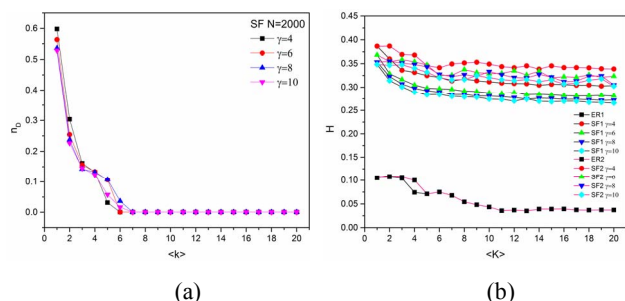 (a)
0.6
0.5
0.4
0.3
0.2
0.1
0.0
n_D
SF N=2000
γ=4
γ=6
γ=8
γ=10
0 2 4 6 8 10 12 14 16 18 20
<k>
(a)
(b)
0.45
0.40
0.35
0.30
0.25
0.20
0.15
0.10
0.05
0.00
H
ER1
SF1 γ=4
SF1 γ=6
SF1 γ=8
SF1 γ=10
ER2
SF2 γ=4
SF2 γ=6
SF2 γ=8
SF2 γ=10
0 2 4 6 8 10 12 14 16 18 20
<K>
(b)